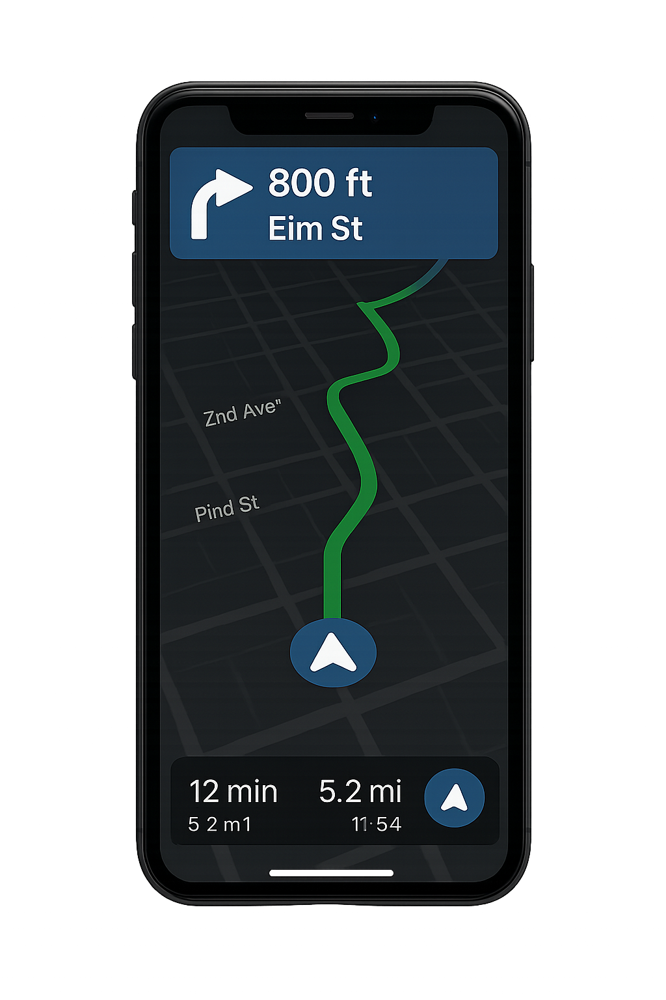 800 ft
Eim St
Znd Ave"
Pind St
12 min 5.2 mi
5 2 m1 11:54